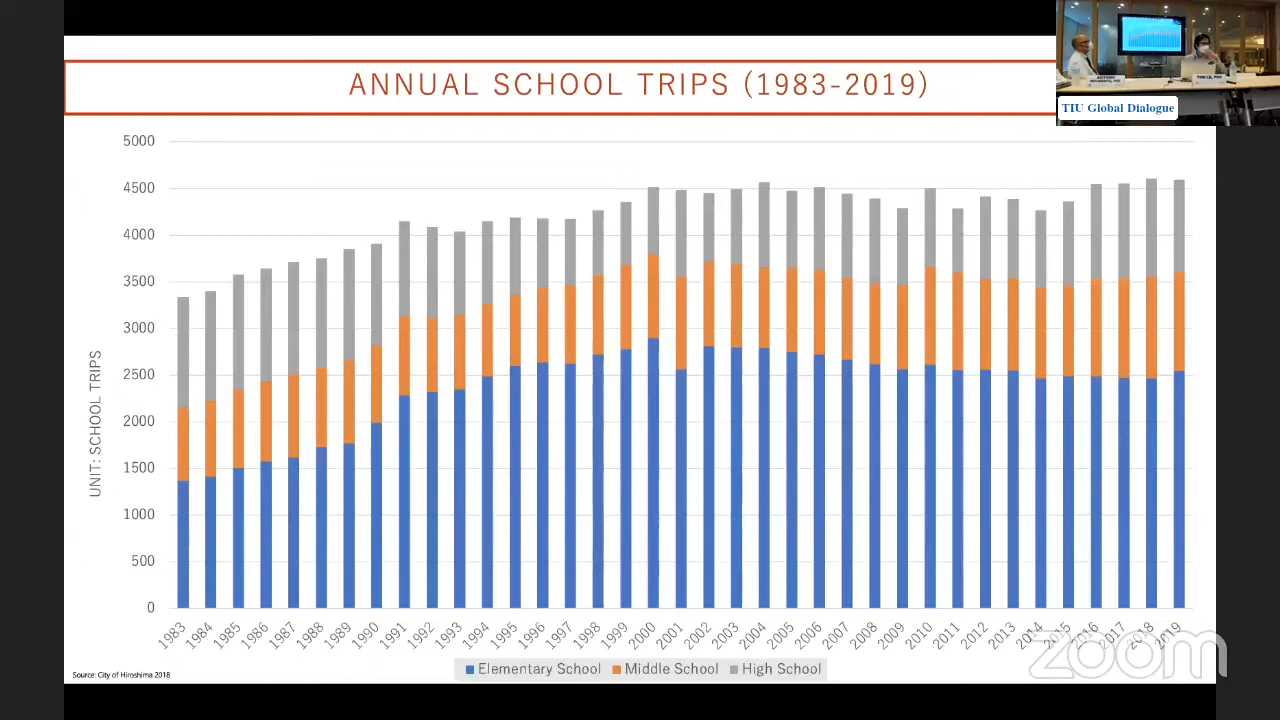 ANNUAL SCHOOL TRIPS (1983-2019)
TIU Global Dialogue
UNIT: SCHOOL TRIPS
5000
4500
4000
3500
3000
2500
2000
1500
1000
500
0
1983 1984 1985 1986 1987 1988 1989 1990 1991 1992 1993 1994 1995 1996 1997 1998 1999 2000 2001 2002 2003 2004 2005 2006 2007 2008 2009 2010 2011 2012 2013 2014 2015 2016 2017 2018 2019
Elementary School Middle School High School
Source: City of Hiroshima 2018
zoom